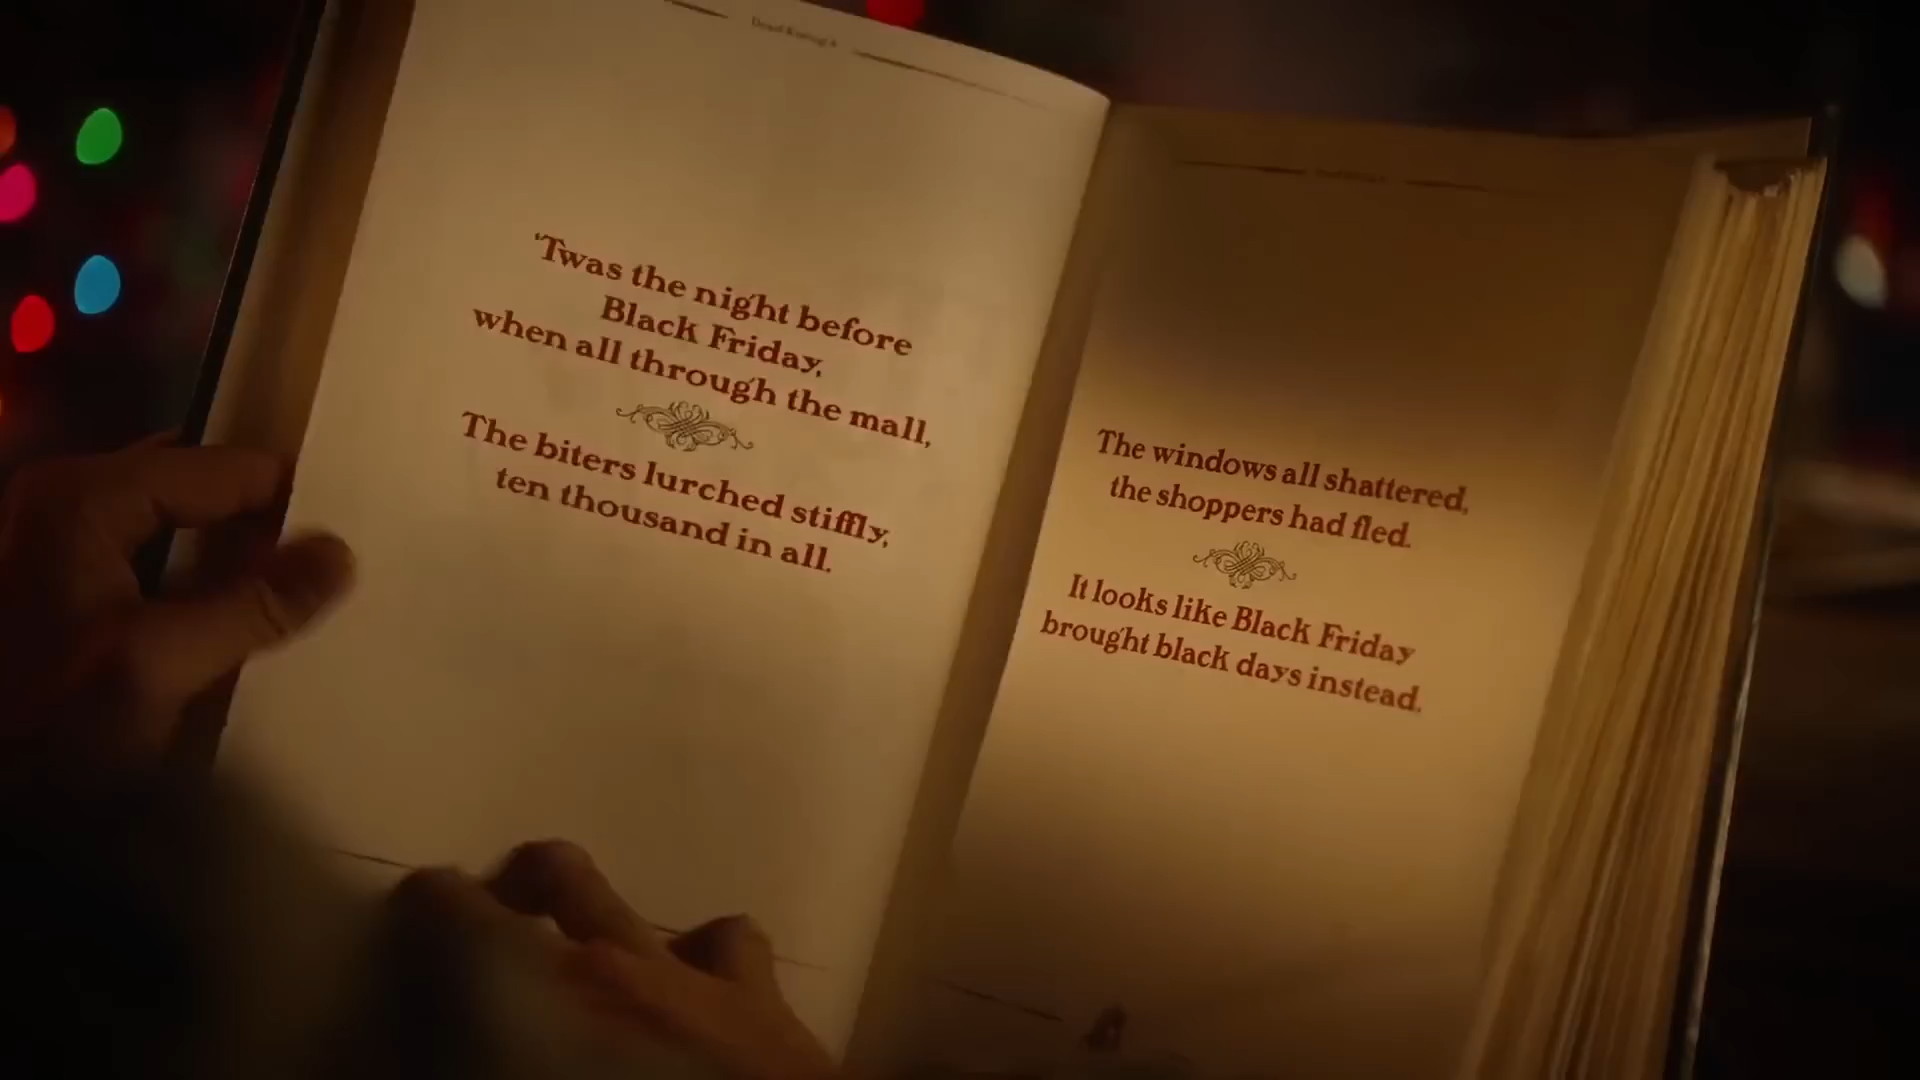 'Twas the night before
Black Friday,
when all through the mall,
The biters lurched stiffly,
ten thousand in all.
The windows all shattered,
the shoppers had fled.
It looks like Black Friday
brought black days instead.